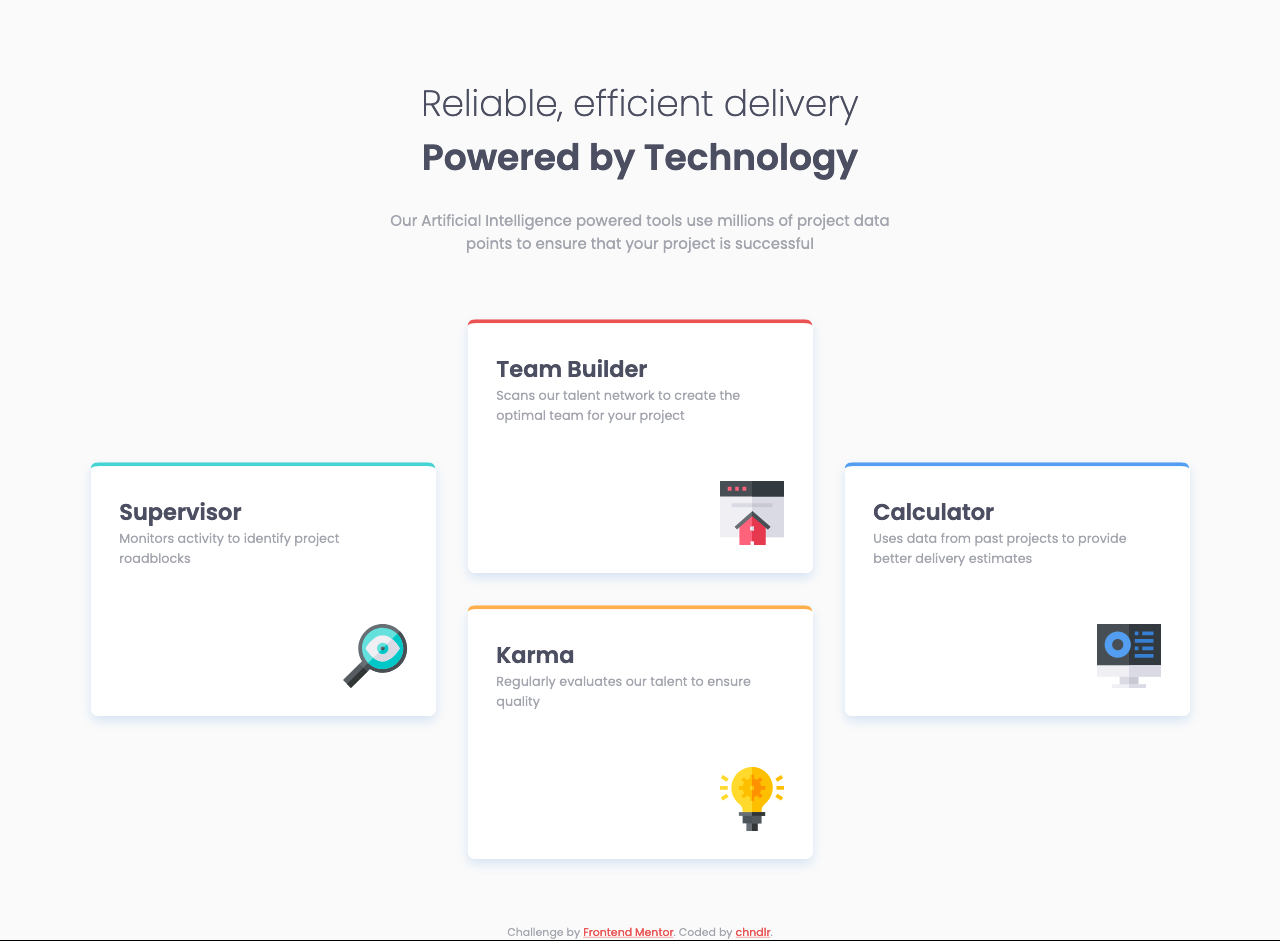 Reliable, efficient delivery
Powered by Technology
Our Artificial Intelligence powered tools use millions of project data
points to ensure that your project is successful
Team Builder
Scans our talent network to create the
optimal team for your project
Supervisor
Monitors activity to identify project
roadblocks
Calculator
Uses data from past projects to provide
better delivery estimates
Karma
Regularly evaluates our talent to ensure
quality
Challenge by Frontend Mentor. Coded by chndlr.